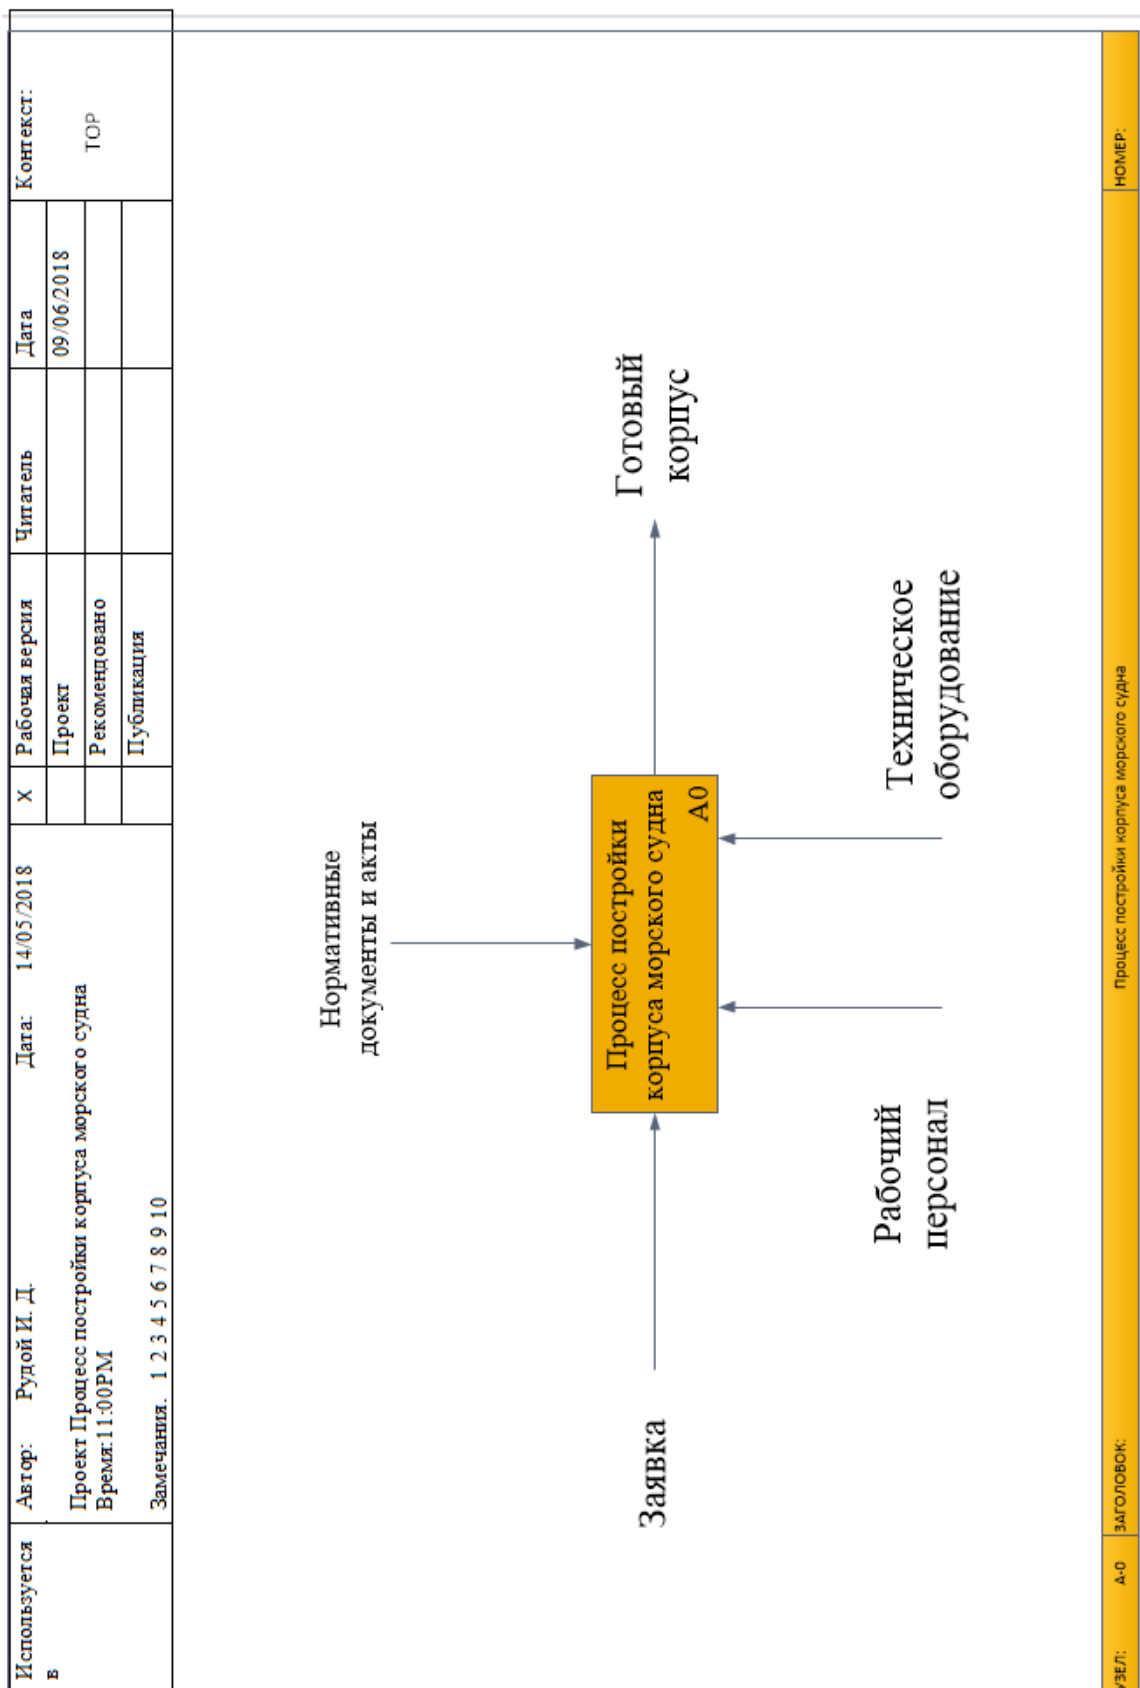 Используется
в
Автор: Рудой И. Д. Дата: 14/05/2018
Проект Процесс постройки корпуса морского судна
Время:11:00PM
Замечания. 1 2 3 4 5 6 7 8 9 10
X Рабочая версия Читатель Дата
Проект 09/06/2018
Рекомендовано
Публикация
Контекст:
TOP
Нормативные
документы и акты
Заявка
Процесс постройки
корпуса морского судна
A0
Готовый
корпус
Рабочий
персонал
Техническое
оборудование
УЗЕЛ: A-0 ЗАГОЛОВОК: Процесс постройки корпуса морского судна НОМЕР: